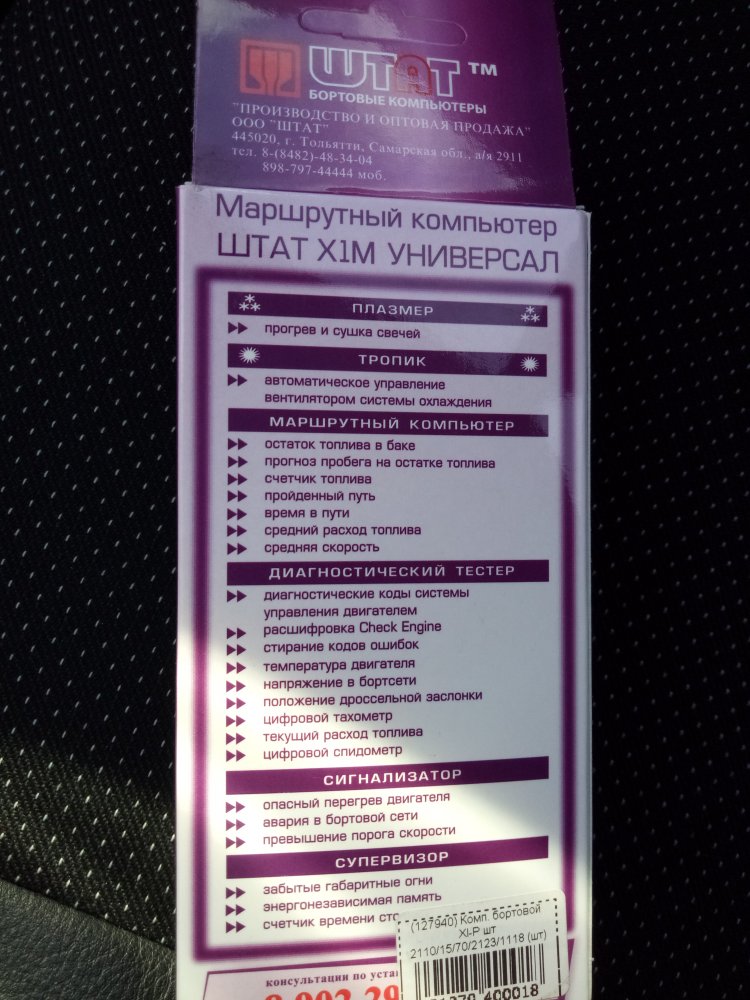 ШТАТ™
БОРТОВЫЕ КОМПЬЮТЕРЫ
"ПРОИЗВОДСТВО И ОПТОВАЯ ПРОДАЖА"
ООО "ШТАТ"
445020, г. Тольятти, Самарская обл., а/я 2911
тел. 8-(8482)-48-34-04
898-797-44444 моб.
Маршрутный компьютер
ШТАТ X1M УНИВЕРСАЛ
ПЛАЗМЕР
прогрев и сушка свечей
ТРОПИК
автоматическое управление
вентилятором системы охлаждения
МАРШРУТНЫЙ КОМПЬЮТЕР
остаток топлива в баке
прогноз пробега на остатке топлива
счетчик топлива
пройденный путь
время в пути
средний расход топлива
средняя скорость
ДИАГНОСТИЧЕСКИЙ ТЕСТЕР
диагностические коды системы
управления двигателем
расшифровка Check Engine
стирание кодов ошибок
температура двигателя
напряжение в бортсети
положение дроссельной заслонки
цифровой тахометр
текущий расход топлива
цифровой спидометр
СИГНАЛИЗАТОР
опасный перегрев двигателя
авария в бортовой сети
превышение порога скорости
СУПЕРВИЗОР
забытые габаритные огни
энергонезависимая память
счетчик времени
(127940) Комп. бортовой
XI-P шт
2110/15/70/2123/1118 (шт)
консультации по
400018